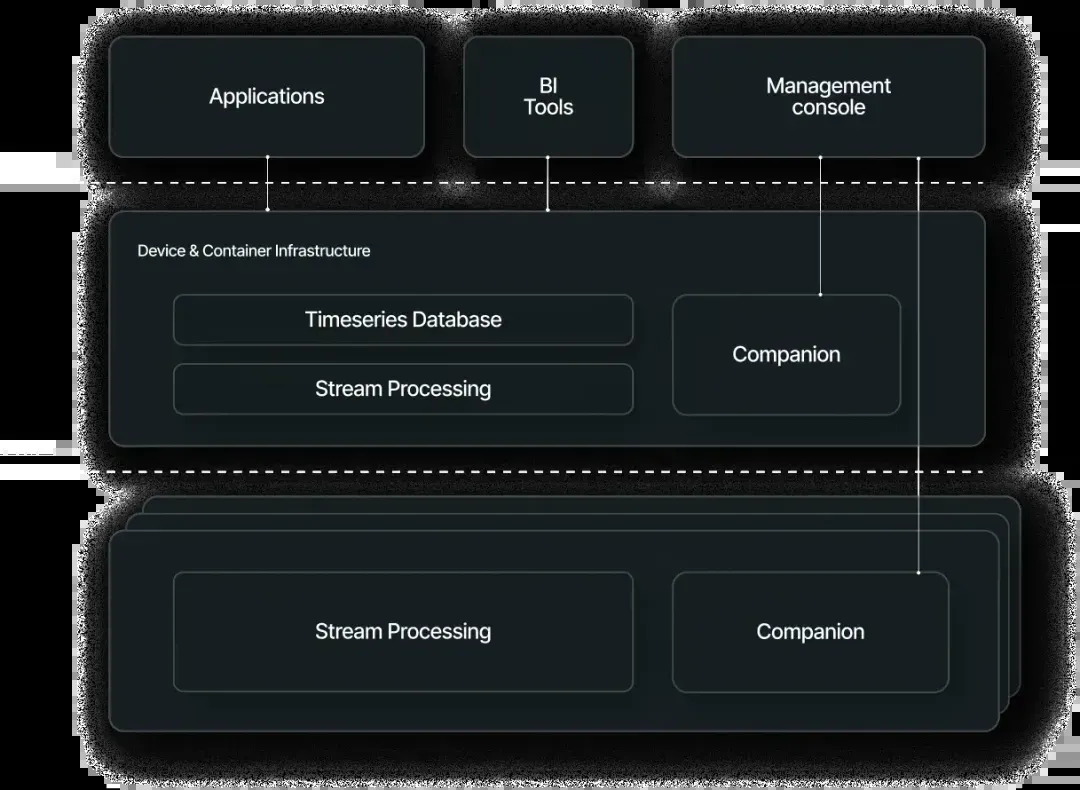 Applications
BI
Tools
Management
console
Device & Container Infrastructure
Timeseries Database
Stream Processing
Companion
Stream Processing
Companion